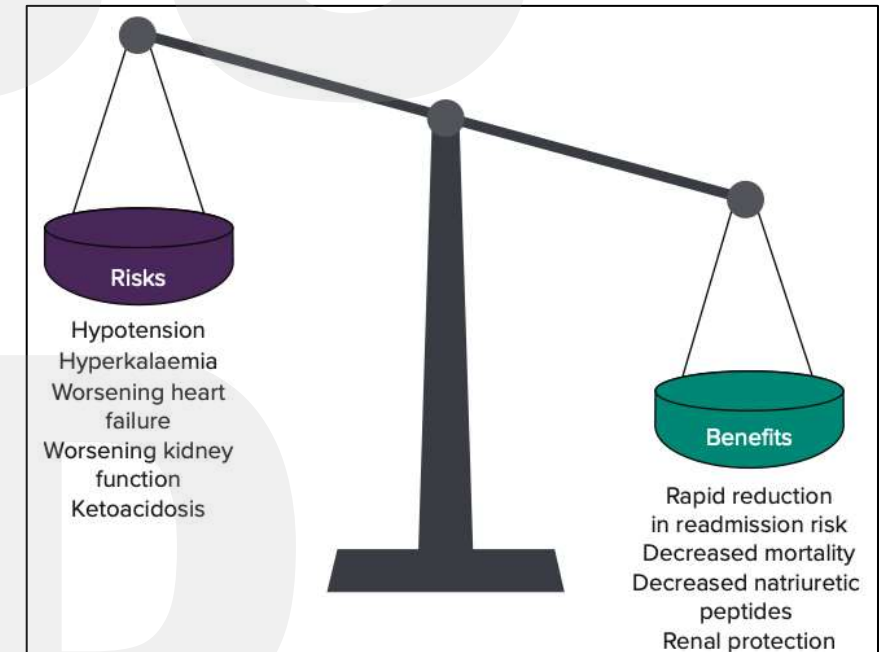 Risks
Hypotension
Hyperkalaemia
Worsening heart
failure
Worsening kidney
function
Ketoacidosis
Benefits
Rapid reduction
in readmission risk
Decreased mortality
Decreased natriuretic
peptides
Renal protection